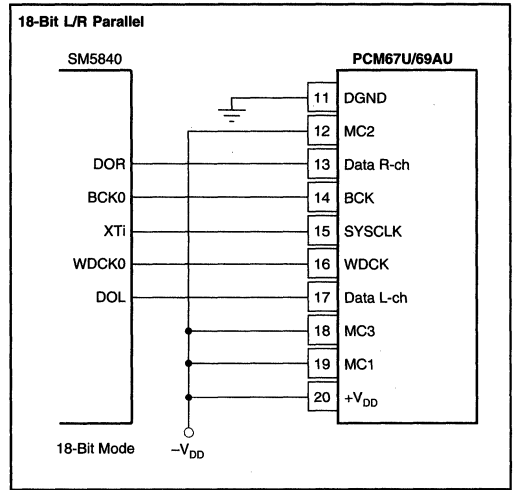 18-Bit L/R Parallel
SM5840
PCM67U/69AU
11 DGND
12 MC2
DOR 13 Data R-ch
BCK0 14 BCK
XTi 15 SYSCLK
WDCK0 16 WDCK
DOL 17 Data L-ch
18 MC3
19 MC1
20 +VDD
18-Bit Mode
–VDD